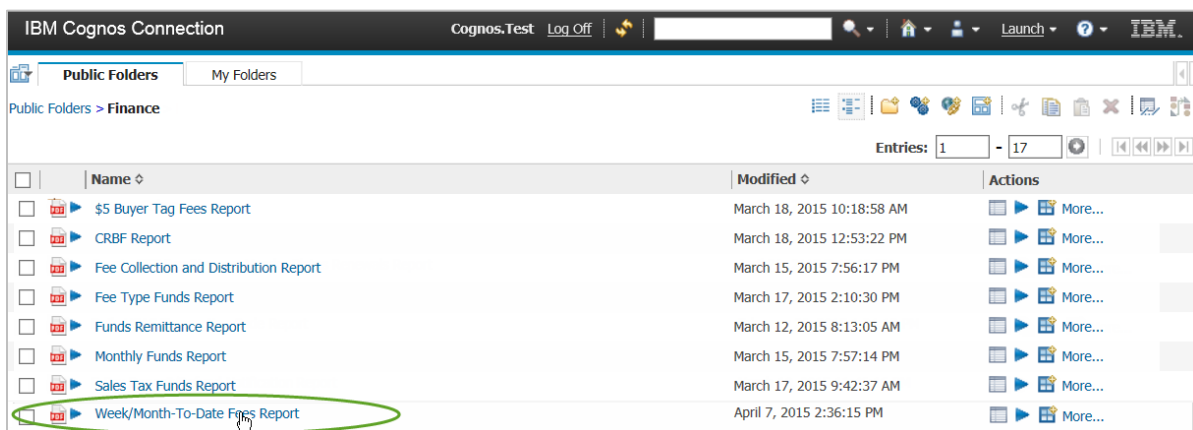 IBM Cognos Connection Cognos.Test Log Off Launch IBM.
Public Folders My Folders
Public Folders > Finance
Entries: 1 - 17
Name Modified Actions
$5 Buyer Tag Fees Report March 18, 2015 10:18:58 AM More...
CRBF Report March 18, 2015 12:53:22 PM More...
Fee Collection and Distribution Report March 15, 2015 7:56:17 PM More...
Fee Type Funds Report March 17, 2015 2:10:30 PM More...
Funds Remittance Report March 12, 2015 8:13:05 AM More...
Monthly Funds Report March 15, 2015 7:57:14 PM More...
Sales Tax Funds Report March 17, 2015 9:42:37 AM More...
Week/Month-To-Date Fees Report April 7, 2015 2:36:15 PM More...